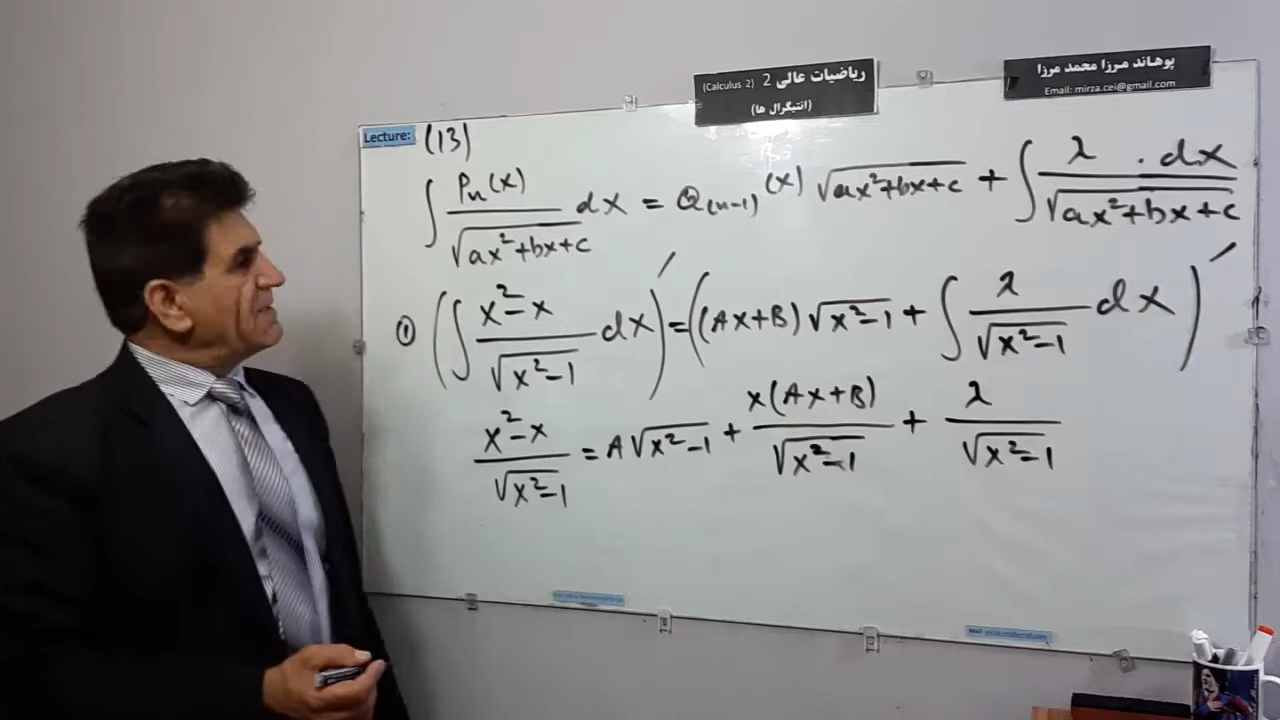 ریاضیات عالی 2 (Calculus 2)
(انتیگرال ها)
پوهاند مرزا محمد مرزا
Email: mirza.cei@gmail.com
Lecture: (13)
∫ Pn(x)/√(ax²+bx+c) dx = Q(n-1)(x) √(ax²+bx+c) + ∫ λ . dx/√(ax²+bx+c)
① (∫ (x²-x)/√(x²-1) dx)′ = ((Ax+B)√(x²-1) + ∫ λ/√(x²-1) dx)′
(x²-x)/√(x²-1) = A√(x²-1) + x(Ax+B)/√(x²-1) + λ/√(x²-1)